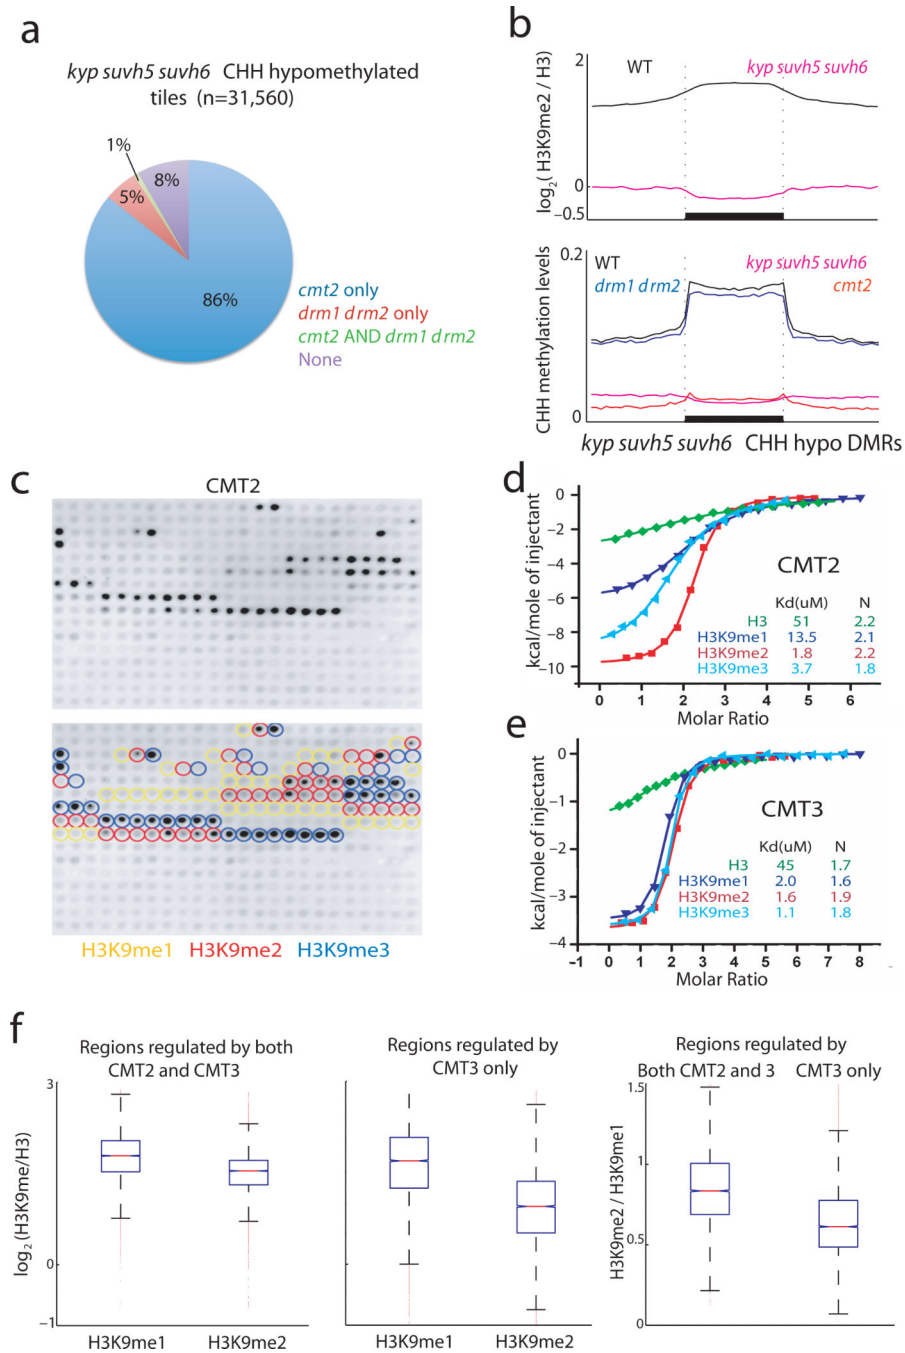 a
kyp suvh5 suvh6 CHH hypomethylated
tiles (n=31,560)
1%
8%
5%
86%
cmt2 only
drm1 drm2 only
cmt2 AND drm1 drm2
None
b
2
WT
kyp suvh5 suvh6
0
−0.5
log2( H3K9me2 / H3)
0.2
WT
kyp suvh5 suvh6
drm1 drm2
cmt2
0
CHH methylation levels
kyp suvh5 suvh6 CHH hypo DMRs
c
CMT2
H3K9me1 H3K9me2 H3K9me3
d
0
−2
−4
−6
−8
−10
kcal/mole of injectant
CMT2
Kd(uM) N
H3 51 2.2
H3K9me1 13.5 2.1
H3K9me2 1.8 2.2
H3K9me3 3.7 1.8
0 1 2 3 4 5 6
Molar Ratio
e
0
−1
−2
−3
−4
kcal/mole of injectant
CMT3
Kd(uM) N
H3 45 1.7
H3K9me1 2.0 1.6
H3K9me2 1.6 1.9
H3K9me3 1.1 1.8
−1 0 1 2 3 4 5 6 7 8
Molar Ratio
f
Regions regulated by both
CMT2 and CMT3
3
0
−1
log2 (H3K9me/H3)
H3K9me1 H3K9me2
Regions regulated by
CMT3 only
H3K9me1 H3K9me2
Regions regulated by
Both CMT2 and 3 CMT3 only
1.5
1
0.5
0
H3K9me2 / H3K9me1